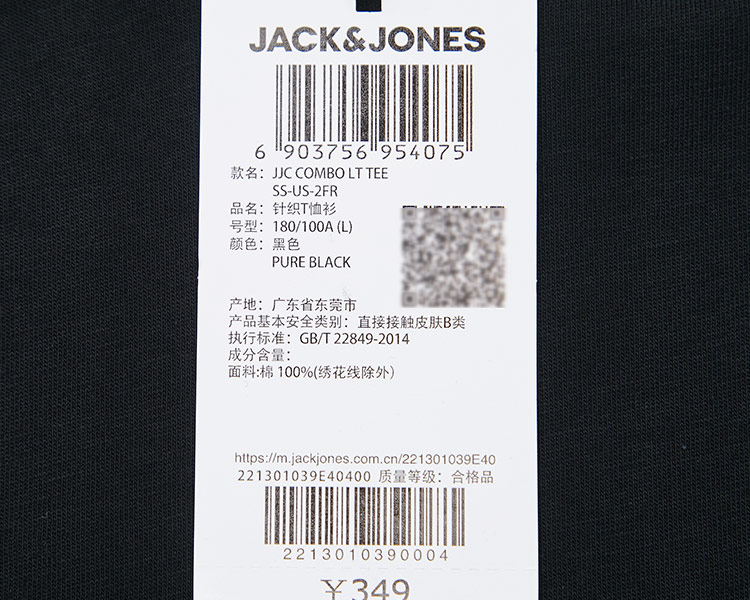 JACK&JONES
6 903756 954075
款名: JJC COMBO LT TEE
SS-US-2FR
品名: 针织T恤衫
号型: 180/100A (L)
颜色: 黑色
PURE BLACK
产地: 广东省东莞市
产品基本安全类别: 直接接触皮肤B类
执行标准: GB/T 22849-2014
成分含量:
面料:棉 100%(绣花线除外)
https://m.jackjones.com.cn/221301039E40
221301039E40400 质量等级: 合格品
2213010390004
￥349